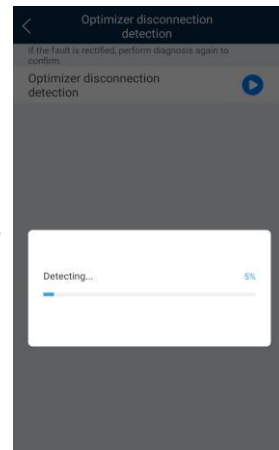 Optimizer disconnection
detection
If the fault is rectified, perform diagnosis again to
confirm.
Optimizer disconnection
detection
Detecting...
5%